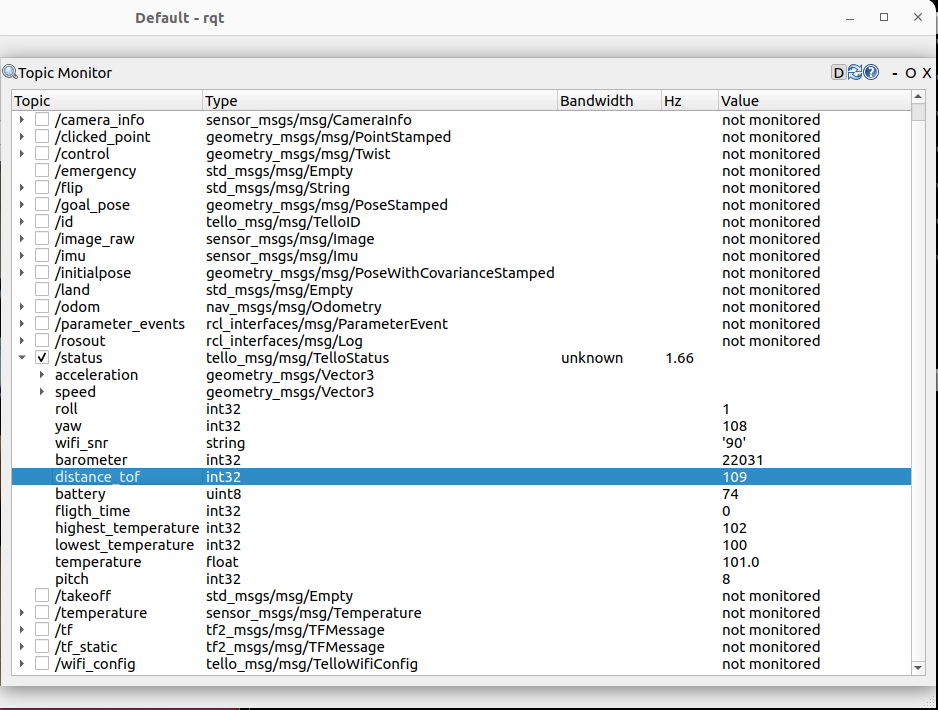 Default - rqt
Topic Monitor D ? - O X
Topic Type Bandwidth Hz Value
/camera_info sensor_msgs/msg/CameraInfo not monitored
/clicked_point geometry_msgs/msg/PointStamped not monitored
/control geometry_msgs/msg/Twist not monitored
/emergency std_msgs/msg/Empty not monitored
/flip std_msgs/msg/String not monitored
/goal_pose geometry_msgs/msg/PoseStamped not monitored
/id tello_msg/msg/TelloID not monitored
/image_raw sensor_msgs/msg/Image not monitored
/imu sensor_msgs/msg/Imu not monitored
/initialpose geometry_msgs/msg/PoseWithCovarianceStamped not monitored
/land std_msgs/msg/Empty not monitored
/odom nav_msgs/msg/Odometry not monitored
/parameter_events rcl_interfaces/msg/ParameterEvent not monitored
/rosout rcl_interfaces/msg/Log not monitored
/status tello_msg/msg/TelloStatus unknown 1.66
acceleration geometry_msgs/Vector3
speed geometry_msgs/Vector3
roll int32 1
yaw int32 108
wifi_snr string '90'
barometer int32 22031
distance_tof int32 109
battery uint8 74
fligth_time int32 0
highest_temperature int32 102
lowest_temperature int32 100
temperature float 101.0
pitch int32 8
/takeoff std_msgs/msg/Empty not monitored
/temperature sensor_msgs/msg/Temperature not monitored
/tf tf2_msgs/msg/TFMessage not monitored
/tf_static tf2_msgs/msg/TFMessage not monitored
/wifi_config tello_msg/msg/TelloWifiConfig not monitored